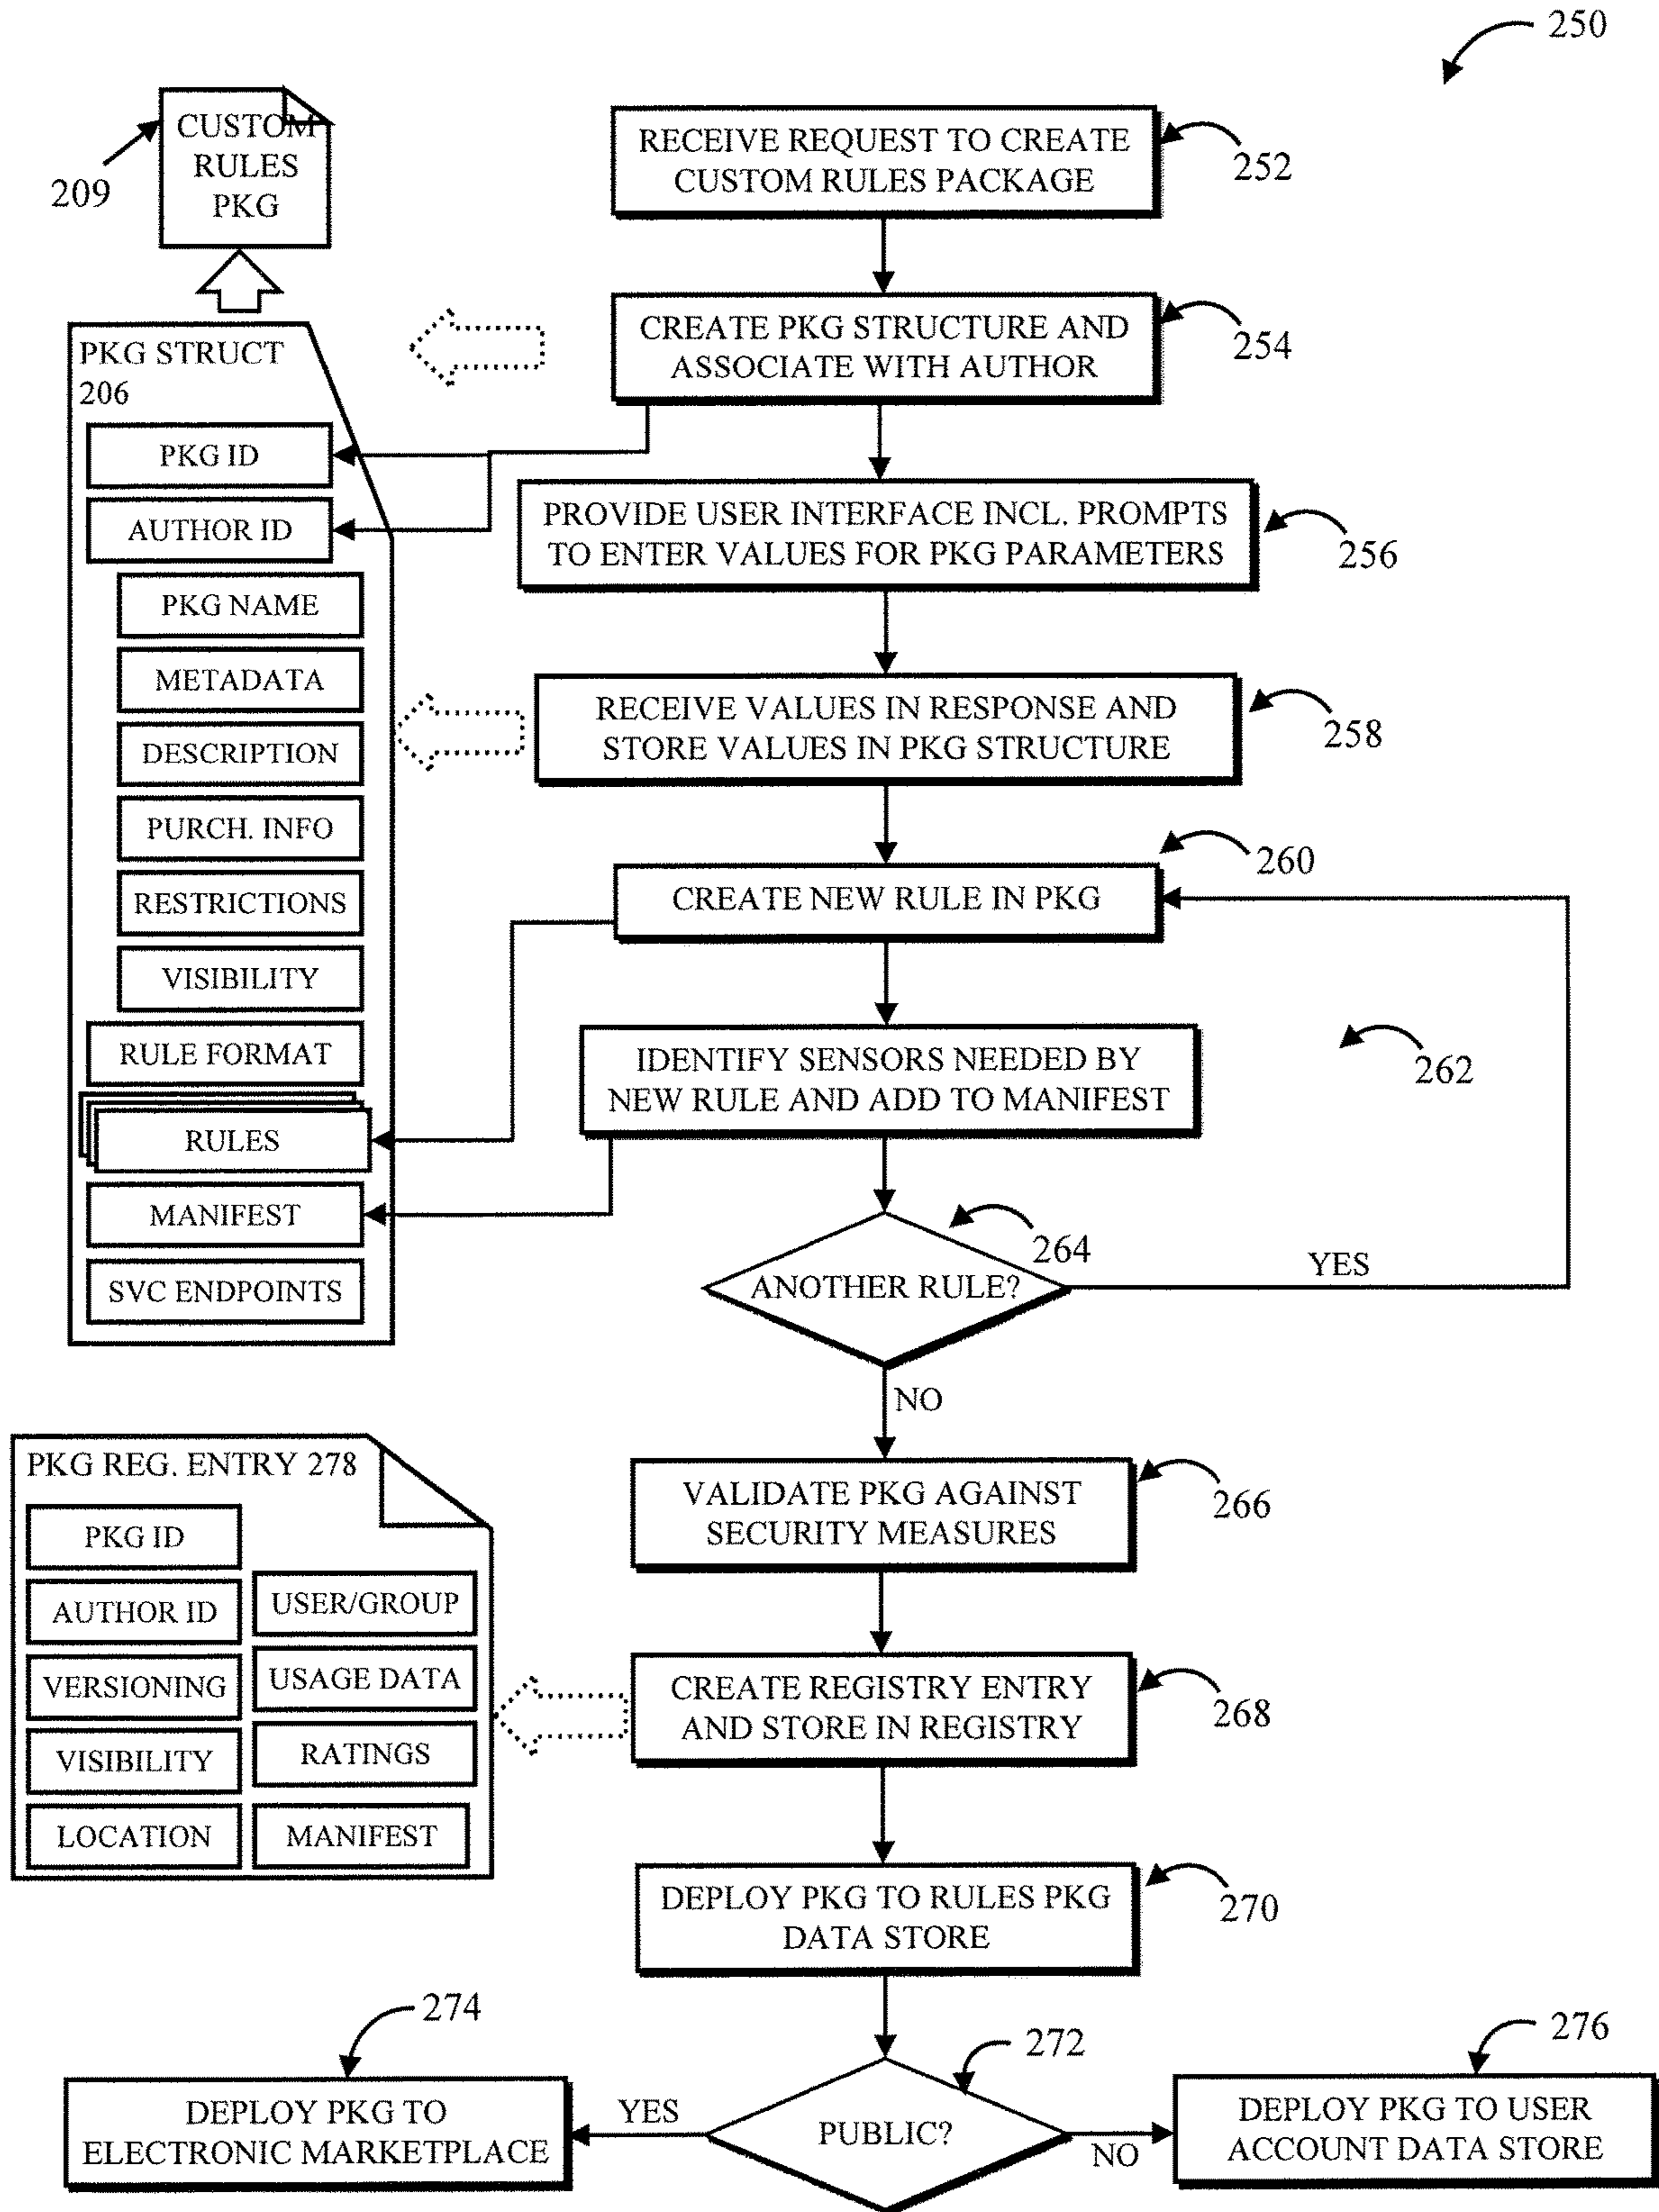 250
CUSTOM
RULES
PKG
209
RECEIVE REQUEST TO CREATE
CUSTOM RULES PACKAGE
252
CREATE PKG STRUCTURE AND
ASSOCIATE WITH AUTHOR
254
PKG STRUCT
206
PKG ID
AUTHOR ID
PKG NAME
METADATA
DESCRIPTION
PURCH. INFO
RESTRICTIONS
VISIBILITY
RULE FORMAT
RULES
MANIFEST
SVC ENDPOINTS
PROVIDE USER INTERFACE INCL. PROMPTS
TO ENTER VALUES FOR PKG PARAMETERS
256
RECEIVE VALUES IN RESPONSE AND
STORE VALUES IN PKG STRUCTURE
258
CREATE NEW RULE IN PKG
260
IDENTIFY SENSORS NEEDED BY
NEW RULE AND ADD TO MANIFEST
262
ANOTHER RULE?
264
YES
NO
VALIDATE PKG AGAINST
SECURITY MEASURES
266
PKG REG. ENTRY 278
PKG ID
AUTHOR ID
VERSIONING
VISIBILITY
LOCATION
USER/GROUP
USAGE DATA
RATINGS
MANIFEST
CREATE REGISTRY ENTRY
AND STORE IN REGISTRY
268
DEPLOY PKG TO RULES PKG
DATA STORE
270
PUBLIC?
272
YES
NO
DEPLOY PKG TO
ELECTRONIC MARKETPLACE
274
DEPLOY PKG TO USER
ACCOUNT DATA STORE
276